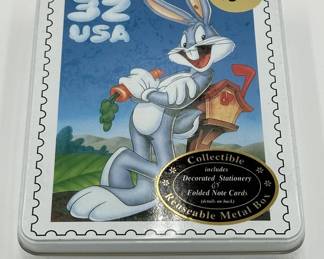 32
USA
Collectible
includes
Decorated Stationery
&
Folded Note Cards
(details on back)
Reuseable Metal Box